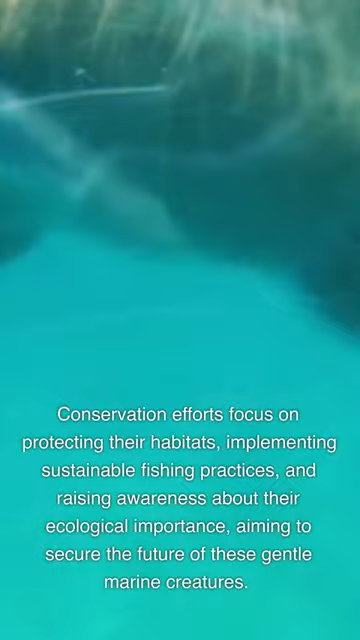 Conservation efforts focus on
protecting their habitats, implementing
sustainable fishing practices, and
raising awareness about their
ecological importance, aiming to
secure the future of these gentle
marine creatures.